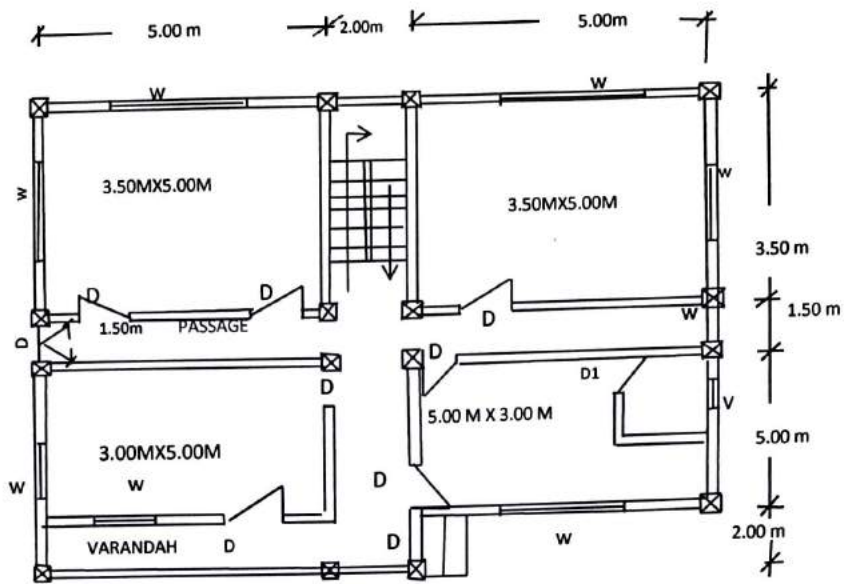 5.00 m
2.00m
5.00m
W
W
W
3.50MX5.00M
3.50MX5.00M
w
3.50 m
D
D
D
W
1.50 m
D
1.50m
PASSAGE
D
D
D1
5.00 M X 3.00 M
V
5.00 m
3.00MX5.00M
W
W
D
VARANDAH
D
D
W
2.00 m